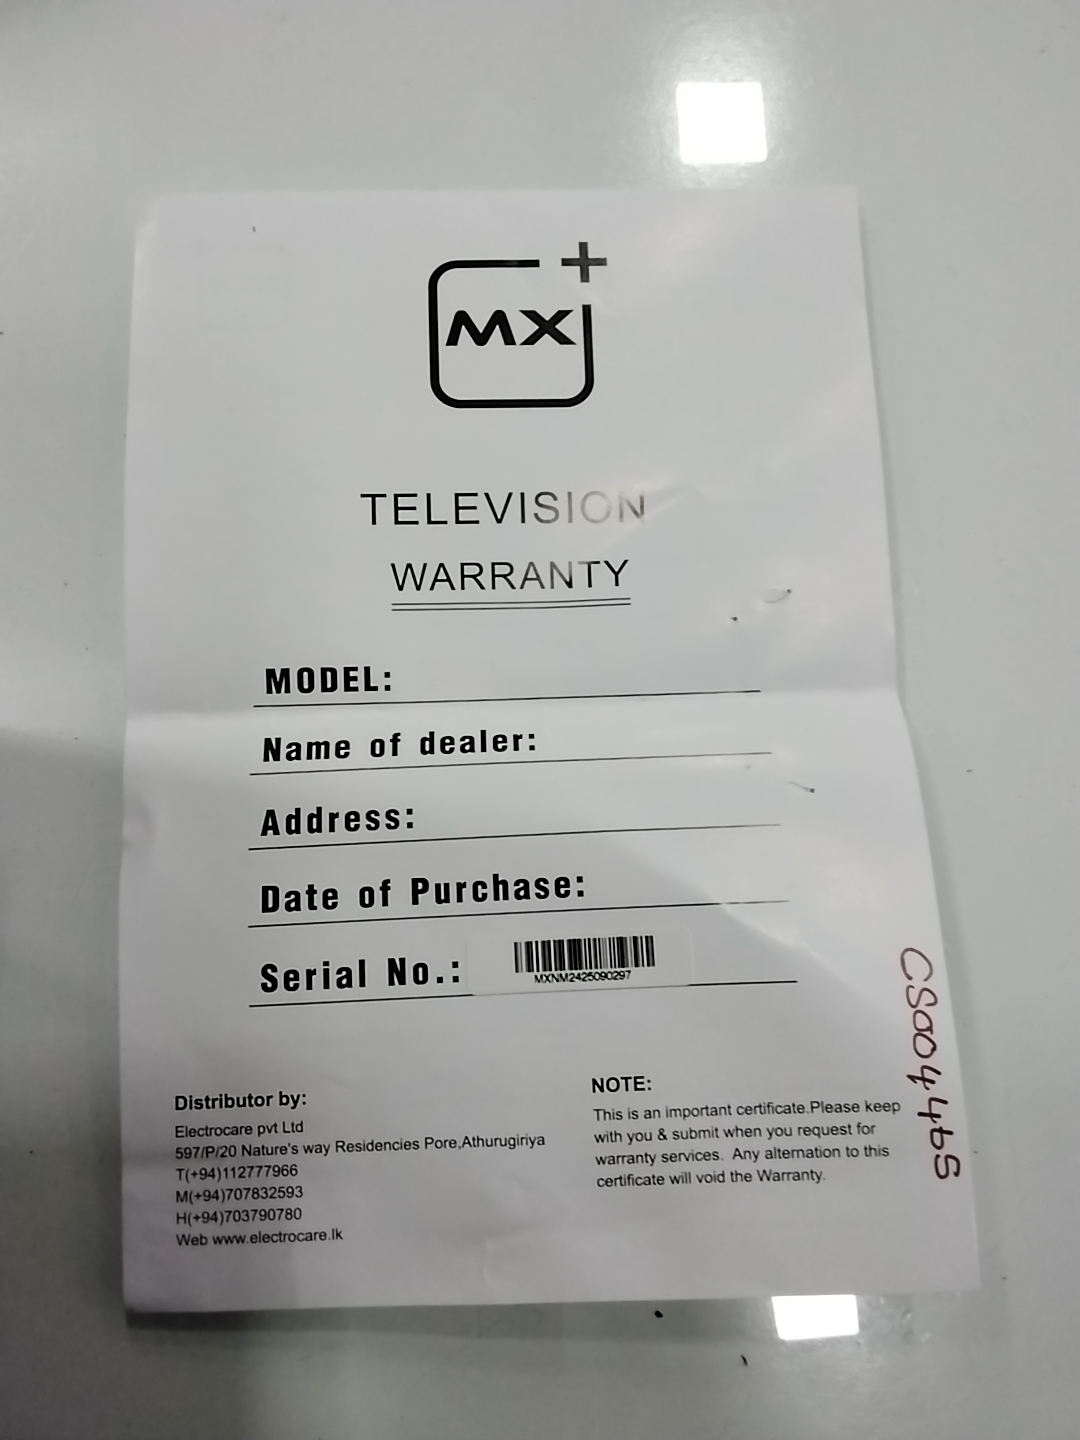 MX+
TELEVISION
WARRANTY
MODEL:
Name of dealer:
Address:
Date of Purchase:
Serial No.:
MXNM2425090297
Distributor by:
Electrocare pvt Ltd
597/P/20 Nature's way Residencies Pore,Athurugiriya
T(+94)112777966
M(+94)707832593
H(+94)703790780
Web www.electrocare.lk
NOTE:
This is an important certificate.Please keep
with you & submit when you request for
warranty services. Any alternation to this
certificate will void the Warranty.